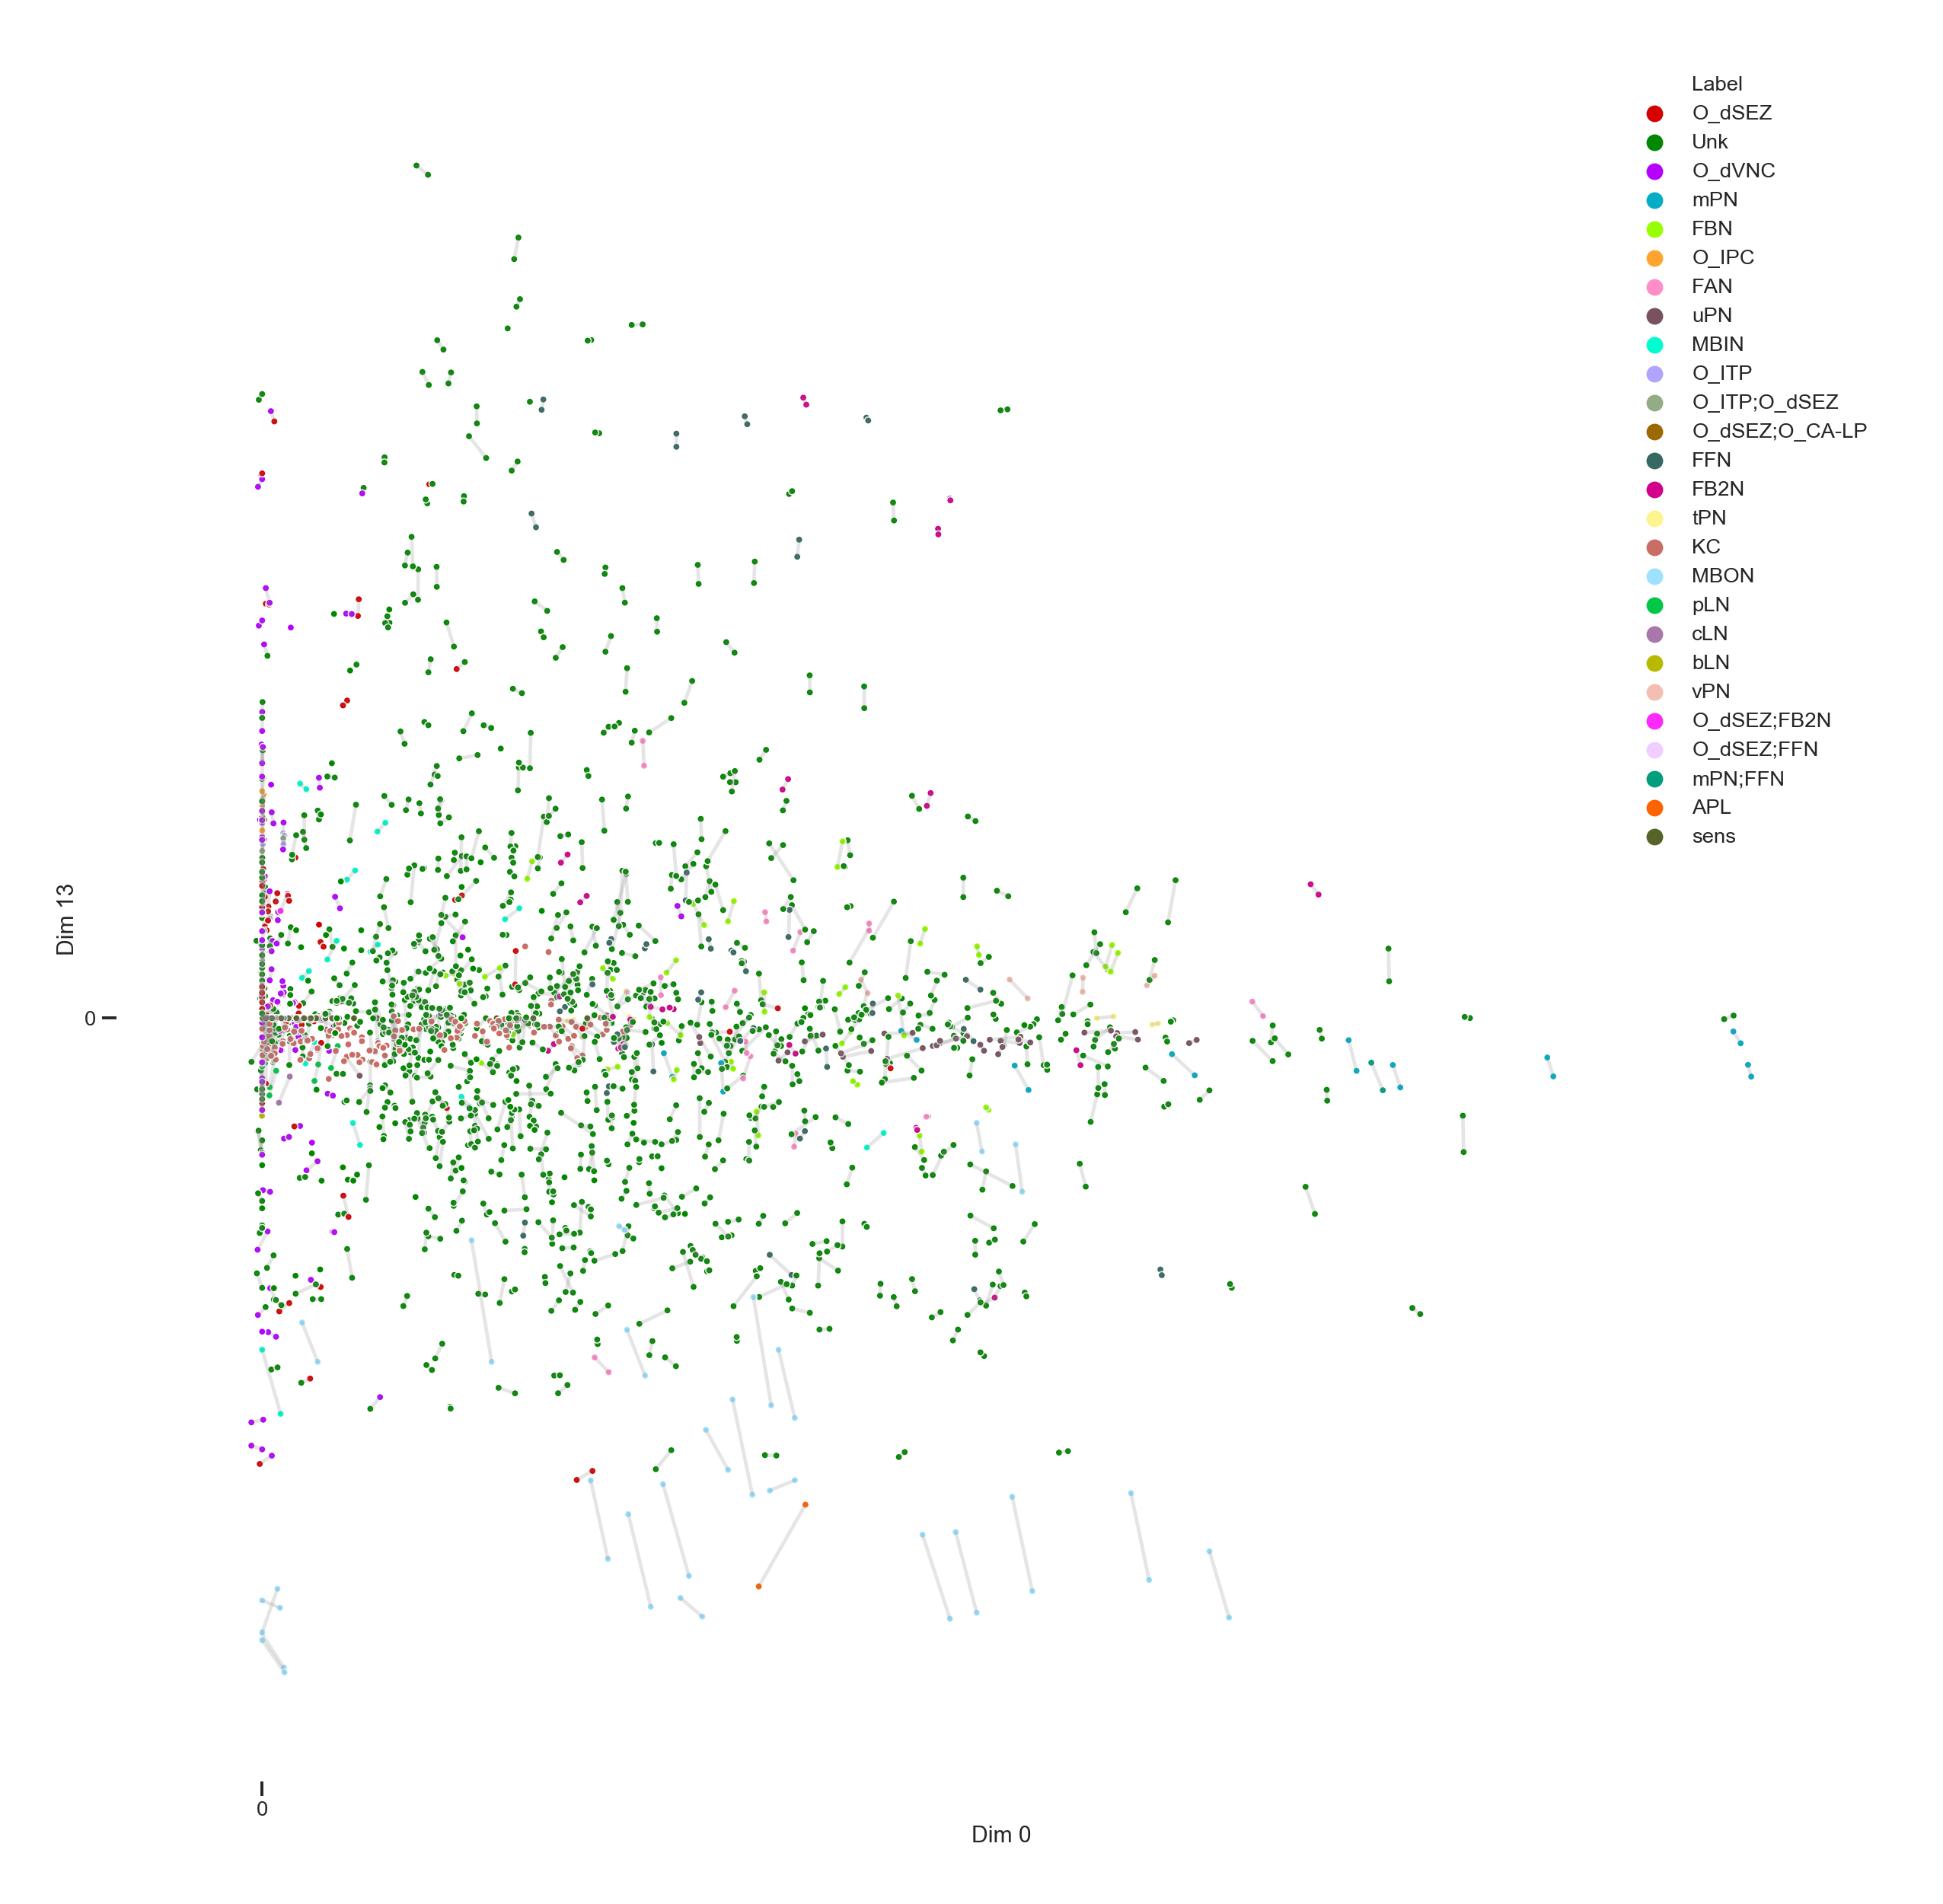 Label
O_dSEZ
Unk
O_dVNC
mPN
FBN
O_IPC
FAN
uPN
MBIN
O_ITP
O_ITP;O_dSEZ
O_dSEZ;O_CA-LP
FFN
FB2N
tPN
KC
MBON
pLN
cLN
bLN
vPN
O_dSEZ;FB2N
O_dSEZ;FFN
mPN;FFN
APL
sens
Dim 13
0
0
Dim 0